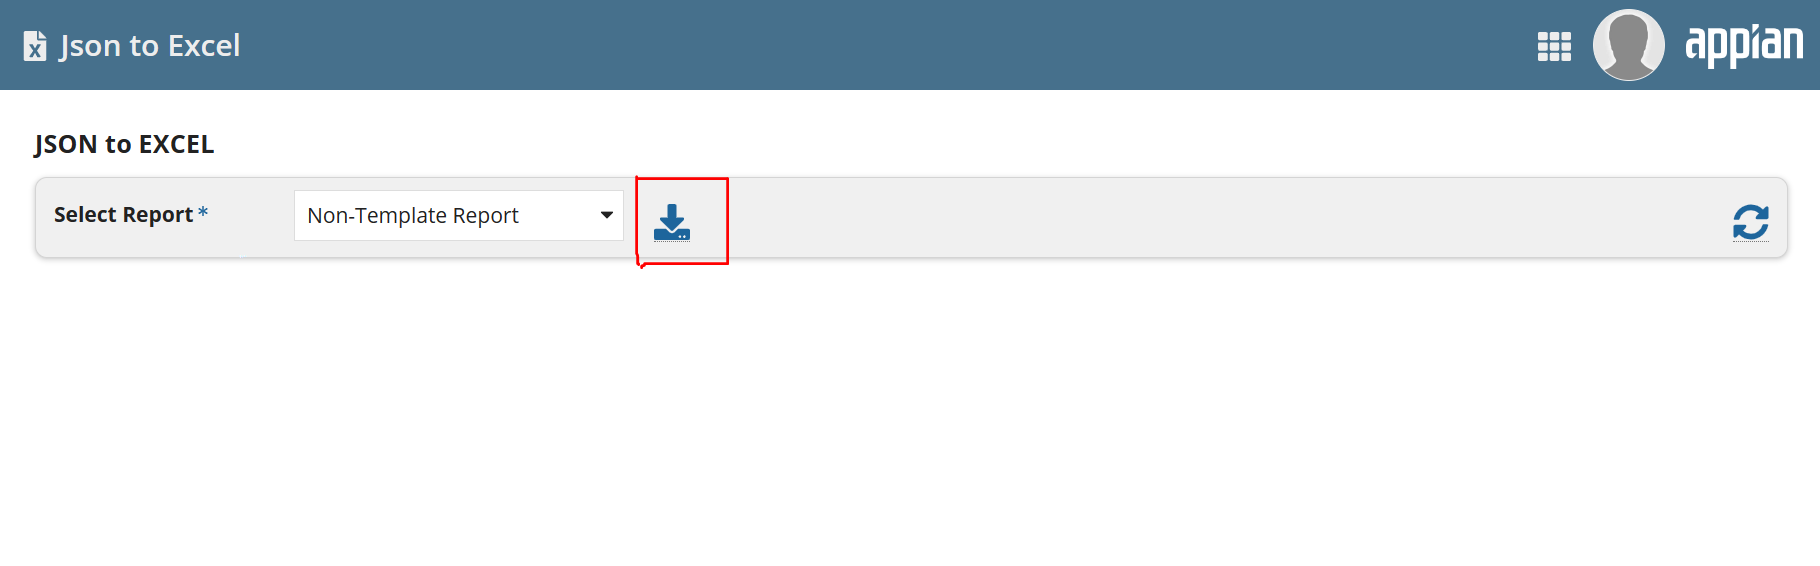 Json to Excel
appian
JSON to EXCEL
Select Report *
Non-Template Report